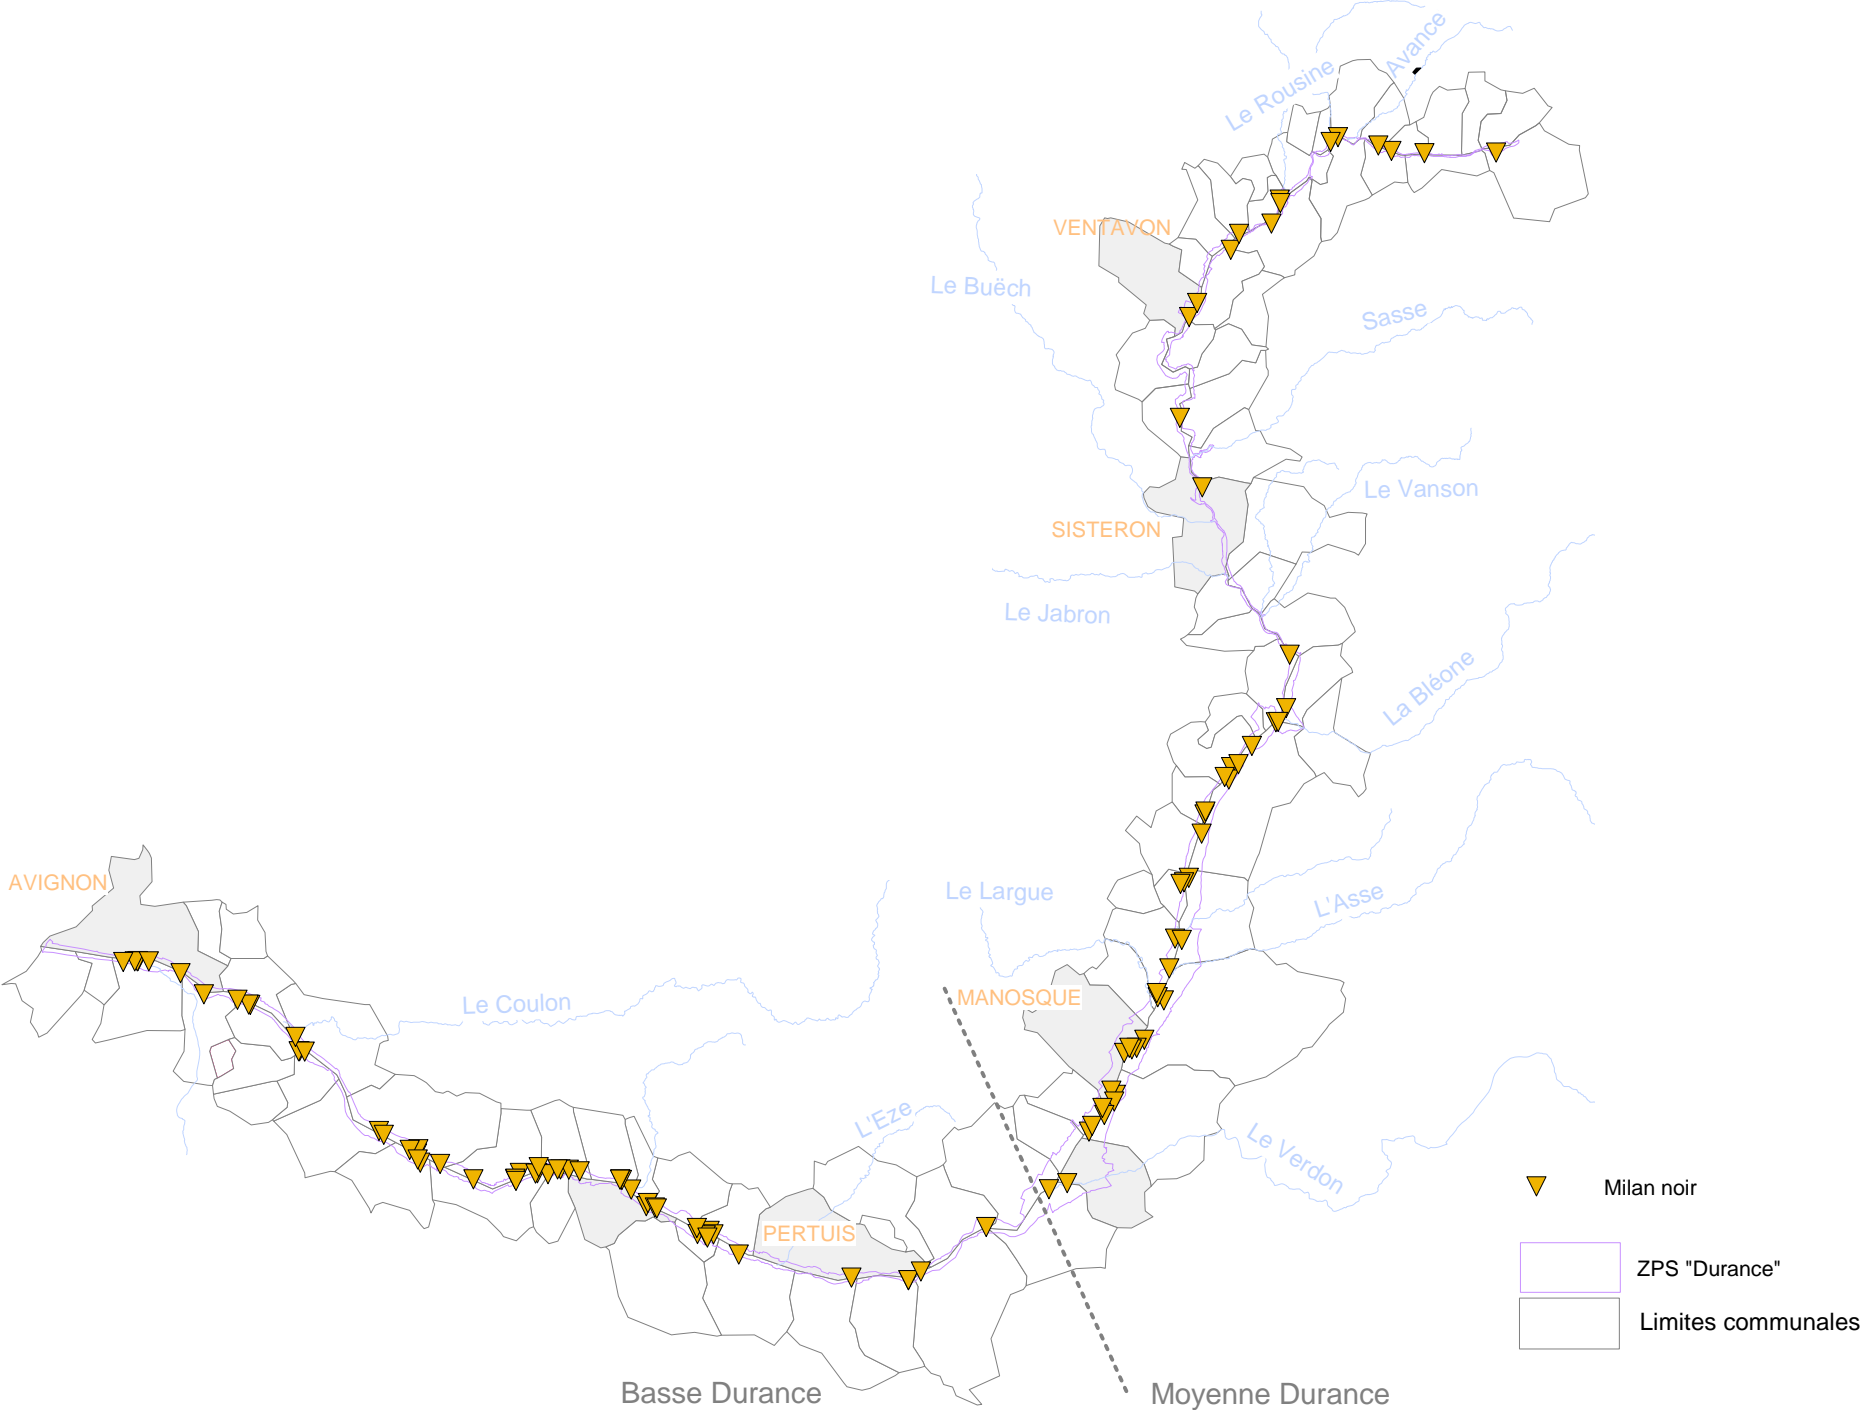 Avance
Le Rousine
VENTAVON
Le Buëch
Sasse
Le Vanson
SISTERON
Le Jabron
La Bléone
AVIGNON
Le Largue
L'Asse
MANOSQUE
Le Coulon
L'Eze
Le Verdon
Milan noir
PERTUIS
ZPS "Durance"
Limites communales
Basse Durance
Moyenne Durance